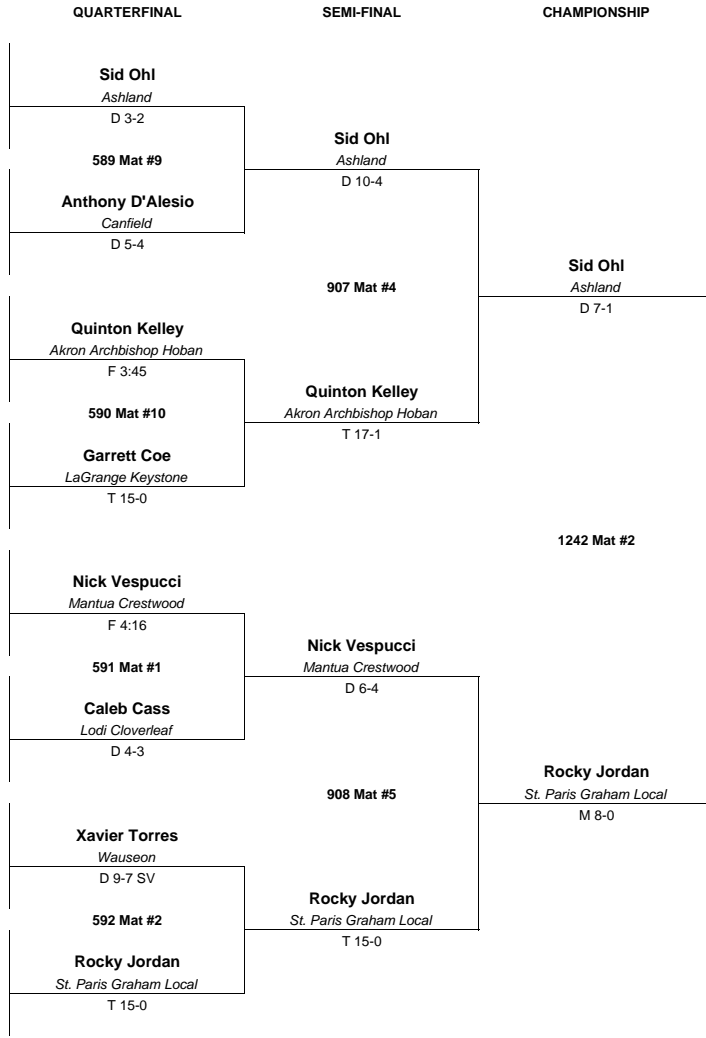 QUARTERFINAL SEMI-FINAL CHAMPIONSHIP
Sid Ohl
Ashland
D 3-2
589 Mat #9
Anthony D'Alesio
Canfield
D 5-4
Quinton Kelley
Akron Archbishop Hoban
F 3:45
590 Mat #10
Garrett Coe
LaGrange Keystone
T 15-0
Nick Vespucci
Mantua Crestwood
F 4:16
591 Mat #1
Caleb Cass
Lodi Cloverleaf
D 4-3
Xavier Torres
Wauseon
D 9-7 SV
592 Mat #2
Rocky Jordan
St. Paris Graham Local
T 15-0
Sid Ohl
Ashland
D 10-4
907 Mat #4
Quinton Kelley
Akron Archbishop Hoban
T 17-1
Nick Vespucci
Mantua Crestwood
D 6-4
908 Mat #5
Rocky Jordan
St. Paris Graham Local
T 15-0
Sid Ohl
Ashland
D 7-1
1242 Mat #2
Rocky Jordan
St. Paris Graham Local
M 8-0